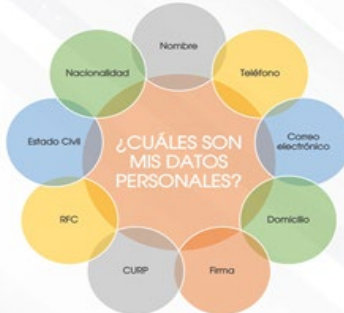 ¿CUÁLES SON
MIS DATOS
PERSONALES?
Nombre
Teléfono
Correo
electrónico
Domicilio
Firma
CURP
RFC
Estado Civil
Nacionalidad